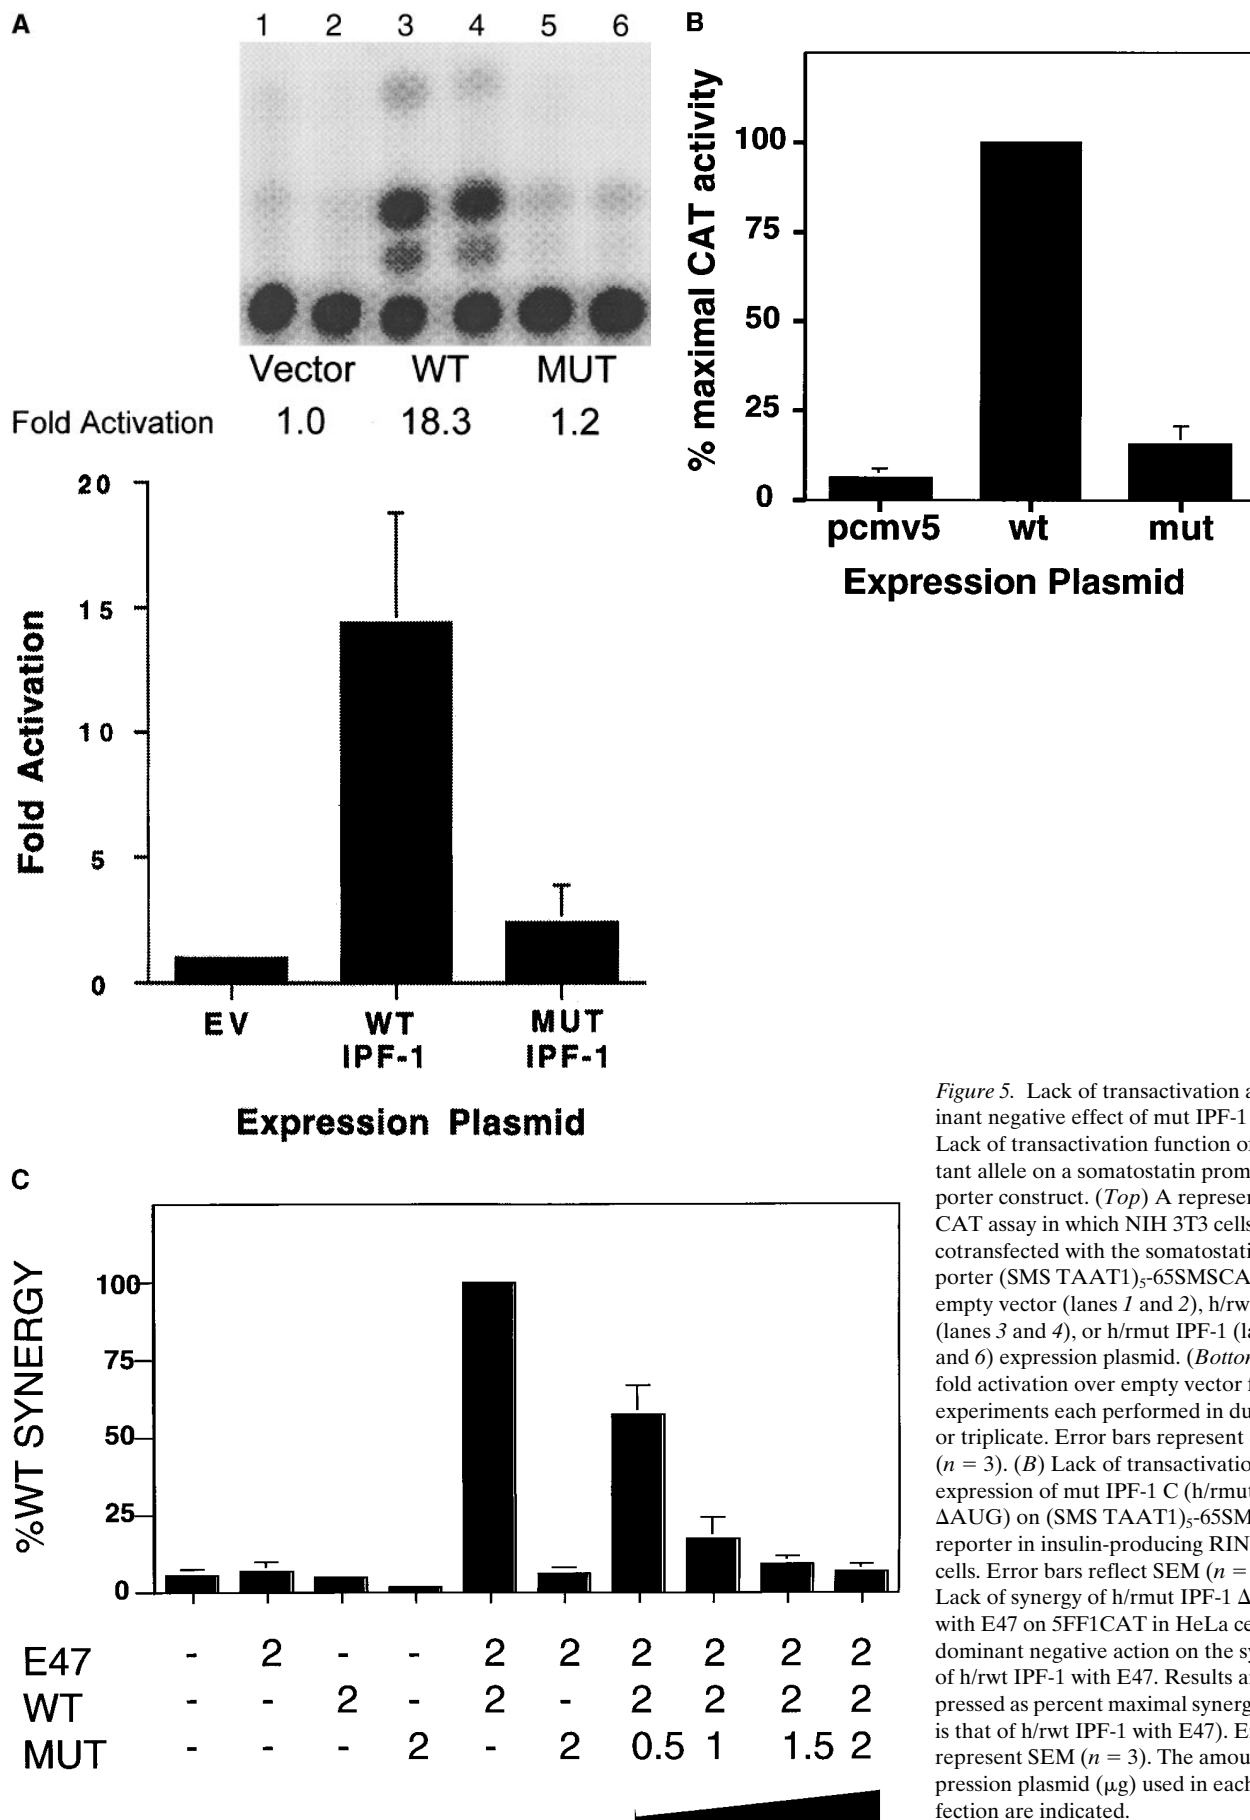 A
1 2 3 4 5 6
Vector WT MUT
Fold Activation 1.0 18.3 1.2
20
15
10
5
0
Fold Activation
EV WT IPF-1 MUT IPF-1
Expression Plasmid
B
% maximal CAT activity
100
75
50
25
0
pcmv5 wt mut
Expression Plasmid
C
%WT SYNERGY
100
75
50
25
0
E47 - 2 - - 2 2 2 2 2 2
WT - - 2 - 2 - 2 2 2 2
MUT - - - 2 - 2 0.5 1 1.5 2
Figure 5. Lack of transactivation
inant negative effect of mut IPF-1
Lack of transactivation function
tant allele on a somatostatin
porter construct. (Top) A
CAT assay in which NIH 3T3 cells
cotransfected with the
porter (SMS TAAT1)₅-65SMSCA
empty vector (lanes 1 and 2),
(lanes 3 and 4), or h/rmut IPF-1
and 6) expression plasmid.
fold activation over empty vector
experiments each performed in
or triplicate. Error bars represent
(n = 3). (B) Lack of
expression of mut IPF-1 C (h/rmut
ΔAUG) on (SMS TAAT1)₅-65SM
reporter in insulin-producing RIN
cells. Error bars reflect SEM (n =
Lack of synergy of h/rmut IPF-1
with E47 on 5FF1CAT in HeLa
dominant negative action on the
of h/rwt IPF-1 with E47. Results
pressed as percent maximal
is that of h/rwt IPF-1 with E47).
represent SEM (n = 3). The
pression plasmid (μg) used in each
fection are indicated.